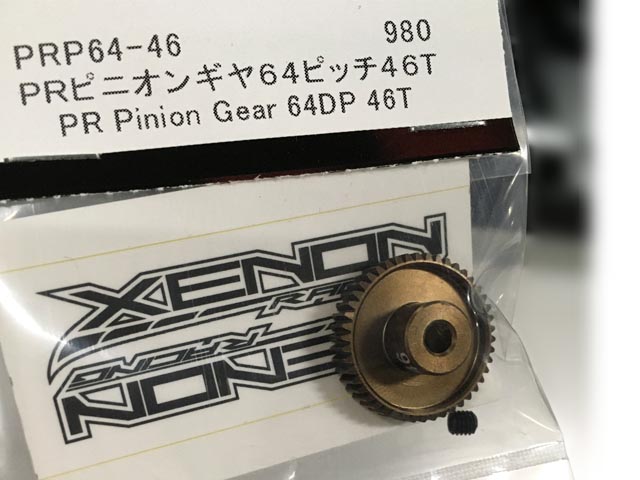 PRP64-46 980
PRピニオンギヤ64ピッチ46T
PR Pinion Gear 64DP 46T
XENON
RACING
XENON